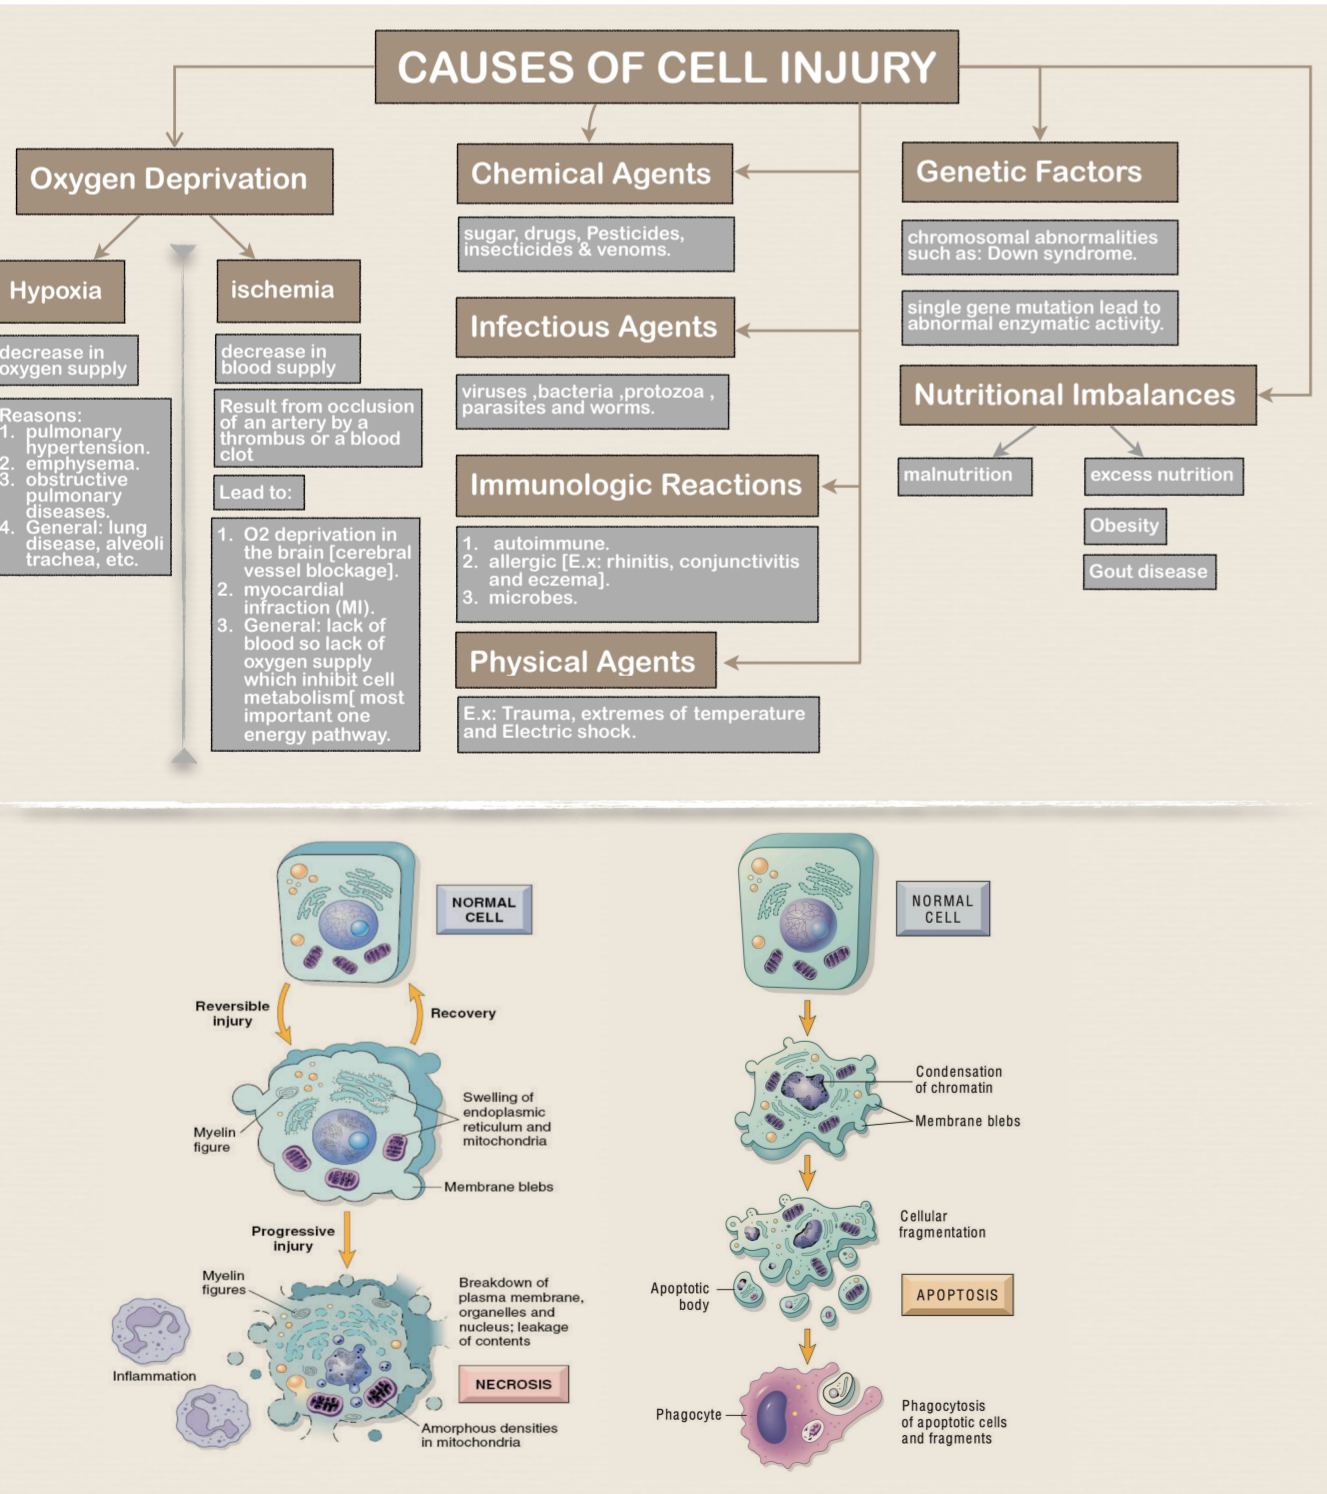 CAUSES OF CELL INJURY
Oxygen Deprivation
Hypoxia
decrease in
oxygen supply
Reasons:
1. pulmonary
hypertension.
2. emphysema.
3. obstructive
pulmonary
diseases.
4. General: lung
disease, alveoli
trachea, etc.
ischemia
decrease in
blood supply
Result from occlusion
of an artery by a
thrombus or a blood
clot
Lead to:
1. O2 deprivation in
the brain [cerebral
vessel blockage].
2. myocardial
infraction (MI).
3. General: lack of
blood so lack of
oxygen supply
which inhibit cell
metabolism[ most
important one
energy pathway.
Chemical Agents
sugar, drugs, Pesticides,
insecticides & venoms.
Infectious Agents
viruses ,bacteria ,protozoa ,
parasites and worms.
Immunologic Reactions
1. autoimmune.
2. allergic [E.x: rhinitis, conjunctivitis
and eczema].
3. microbes.
Physical Agents
E.x: Trauma, extremes of temperature
and Electric shock.
Genetic Factors
chromosomal abnormalities
such as: Down syndrome.
single gene mutation lead to
abnormal enzymatic activity.
Nutritional Imbalances
malnutrition
excess nutrition
Obesity
Gout disease
NORMAL
CELL
Reversible
injury
Recovery
Swelling of
endoplasmic
reticulum and
mitochondria
Myelin
figure
Membrane blebs
Progressive
injury
Myelin
figures
Breakdown of
plasma membrane,
organelles and
nucleus; leakage
of contents
Inflammation
NECROSIS
Amorphous densities
in mitochondria
NORMAL
CELL
Condensation
of chromatin
Membrane blebs
Cellular
fragmentation
Apoptotic
body
APOPTOSIS
Phagocyte
Phagocytosis
of apoptotic cells
and fragments